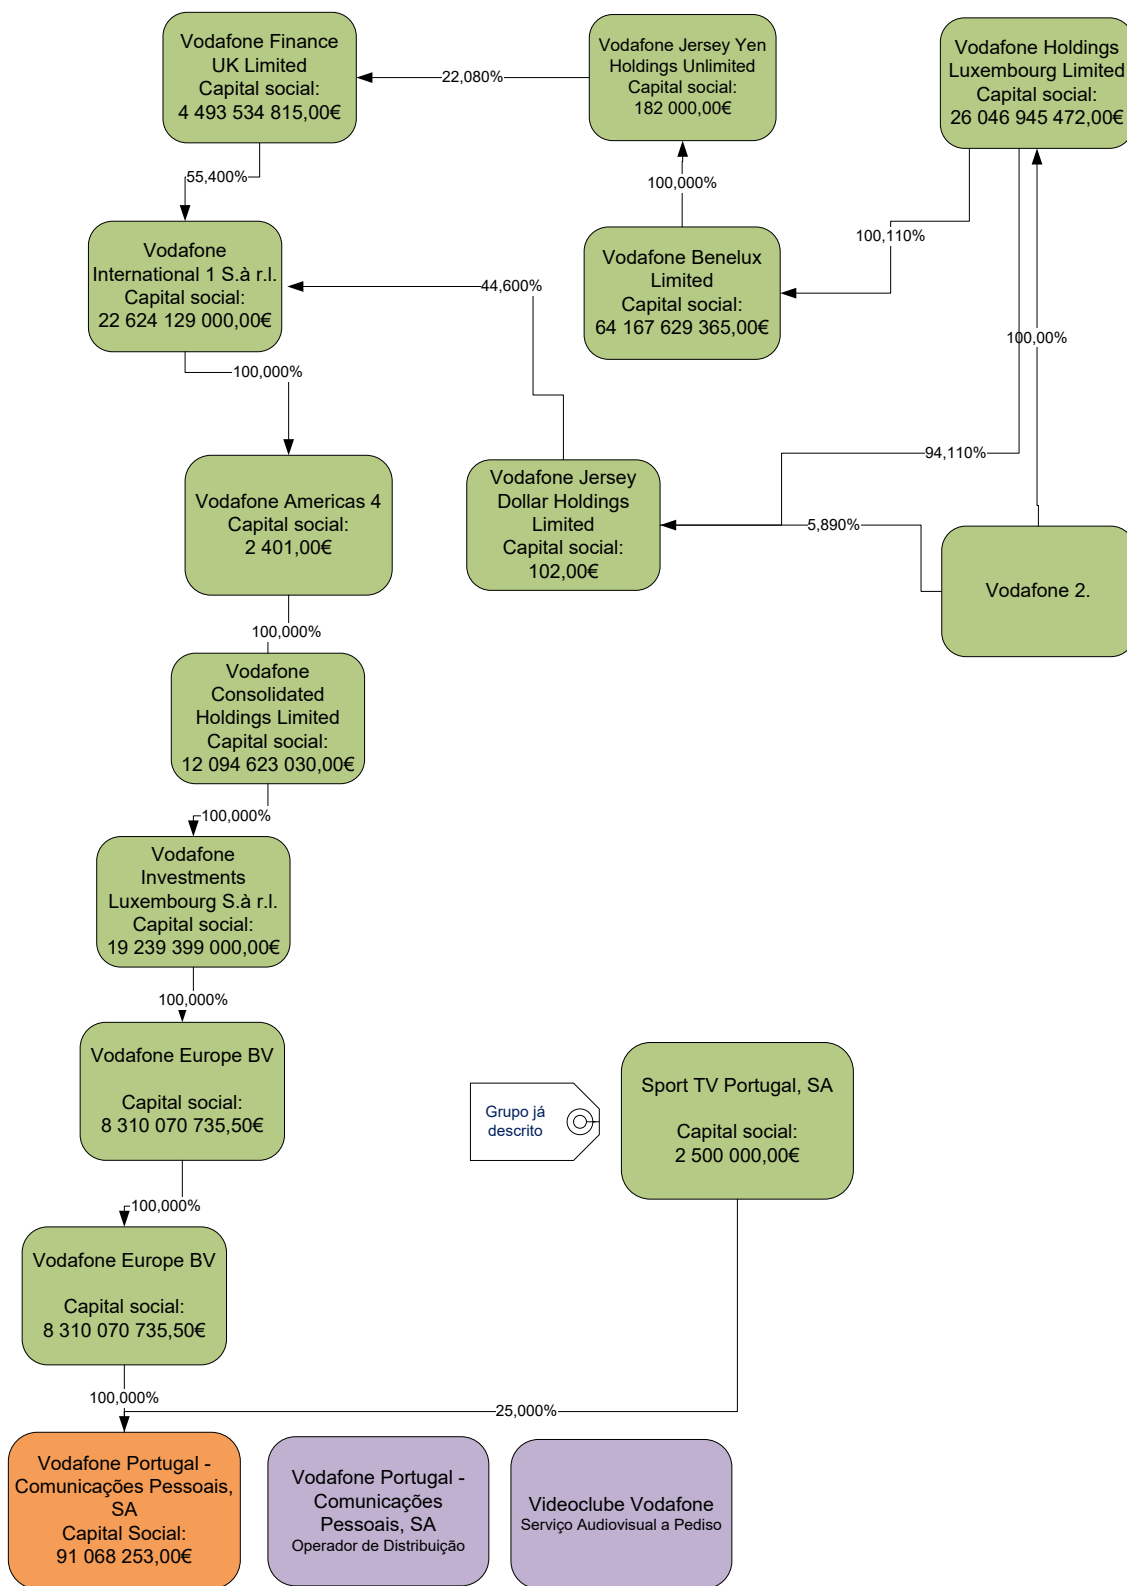 Vodafone Finance
UK Limited
Capital social:
4 493 534 815,00€
22,080%
Vodafone Jersey Yen
Holdings Unlimited
Capital social:
182 000,00€
Vodafone Holdings
Luxembourg Limited
Capital social:
26 046 945 472,00€
55,400%
100,000%
100,110%
Vodafone
International 1 S.à r.l.
Capital social:
22 624 129 000,00€
44,600%
Vodafone Benelux
Limited
Capital social:
64 167 629 365,00€
100,00%
100,000%
94,110%
Vodafone Americas 4
Capital social:
2 401,00€
Vodafone Jersey
Dollar Holdings
Limited
Capital social:
102,00€
5,890%
Vodafone 2.
100,000%
Vodafone
Consolidated
Holdings Limited
Capital social:
12 094 623 030,00€
100,000%
Vodafone
Investments
Luxembourg S.à r.l.
Capital social:
19 239 399 000,00€
100,000%
Vodafone Europe BV
Capital social:
8 310 070 735,50€
Grupo já
descrito
Sport TV Portugal, SA
Capital social:
2 500 000,00€
100,000%
Vodafone Europe BV
Capital social:
8 310 070 735,50€
100,000%
25,000%
Vodafone Portugal -
Comunicações Pessoais,
SA
Capital Social:
91 068 253,00€
Vodafone Portugal -
Comunicações
Pessoais, SA
Operador de Distribuição
Videoclube Vodafone
Serviço Audiovisual a Pediso